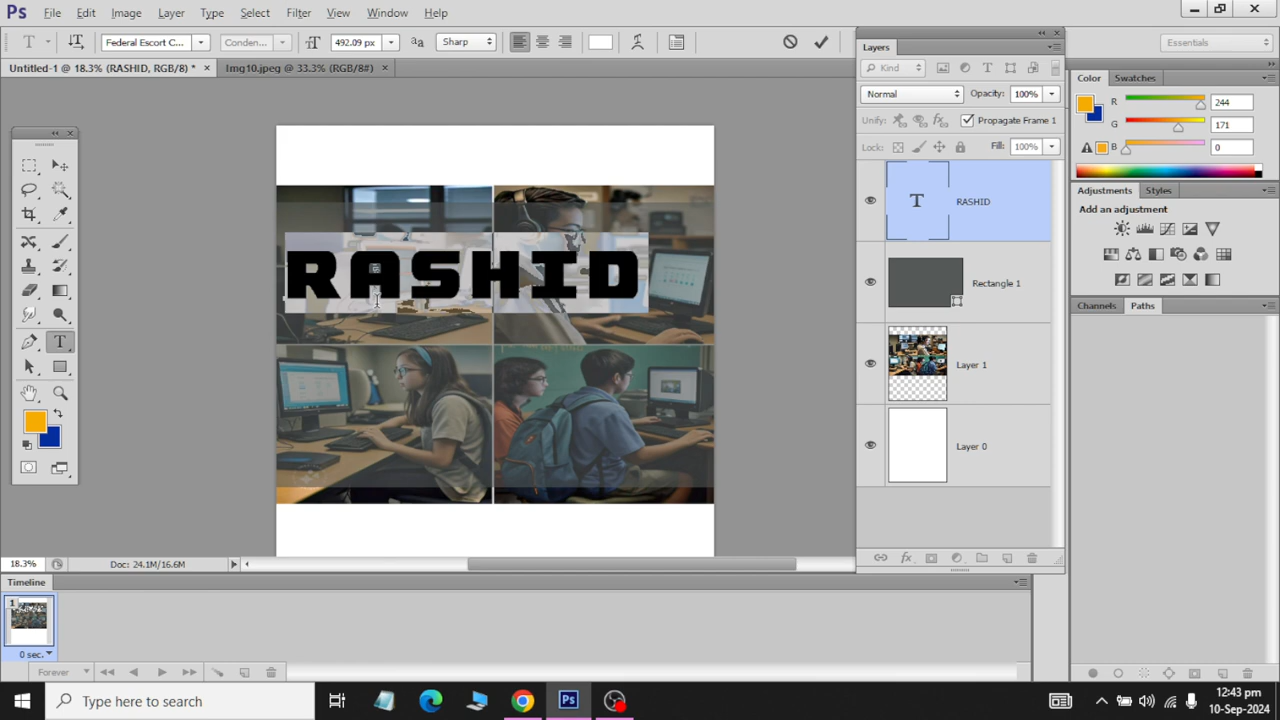 Ps File Edit Image Layer Type Select Filter View Window Help
T Federal Escort C... Conden... 492.09 px aa Sharp Essentials
Untitled-1 @ 18.3% (RASHID, RGB/8) * × Img10.jpeg @ 33.3% (RGB/8#) ×
Layers
Kind
Normal Opacity: 100%
Unify: Propagate Frame 1
Lock: Fill: 100%
T RASHID
Rectangle 1
Layer 1
Layer 0
Color Swatches
R 244
G 171
B 0
Adjustments Styles
Add an adjustment
Channels Paths
RASHID
T
18.3% Doc: 24.1M/16.6M
Timeline
1
0 sec.
Forever
Type here to search
Ps
12:43 pm
10-Sep-2024